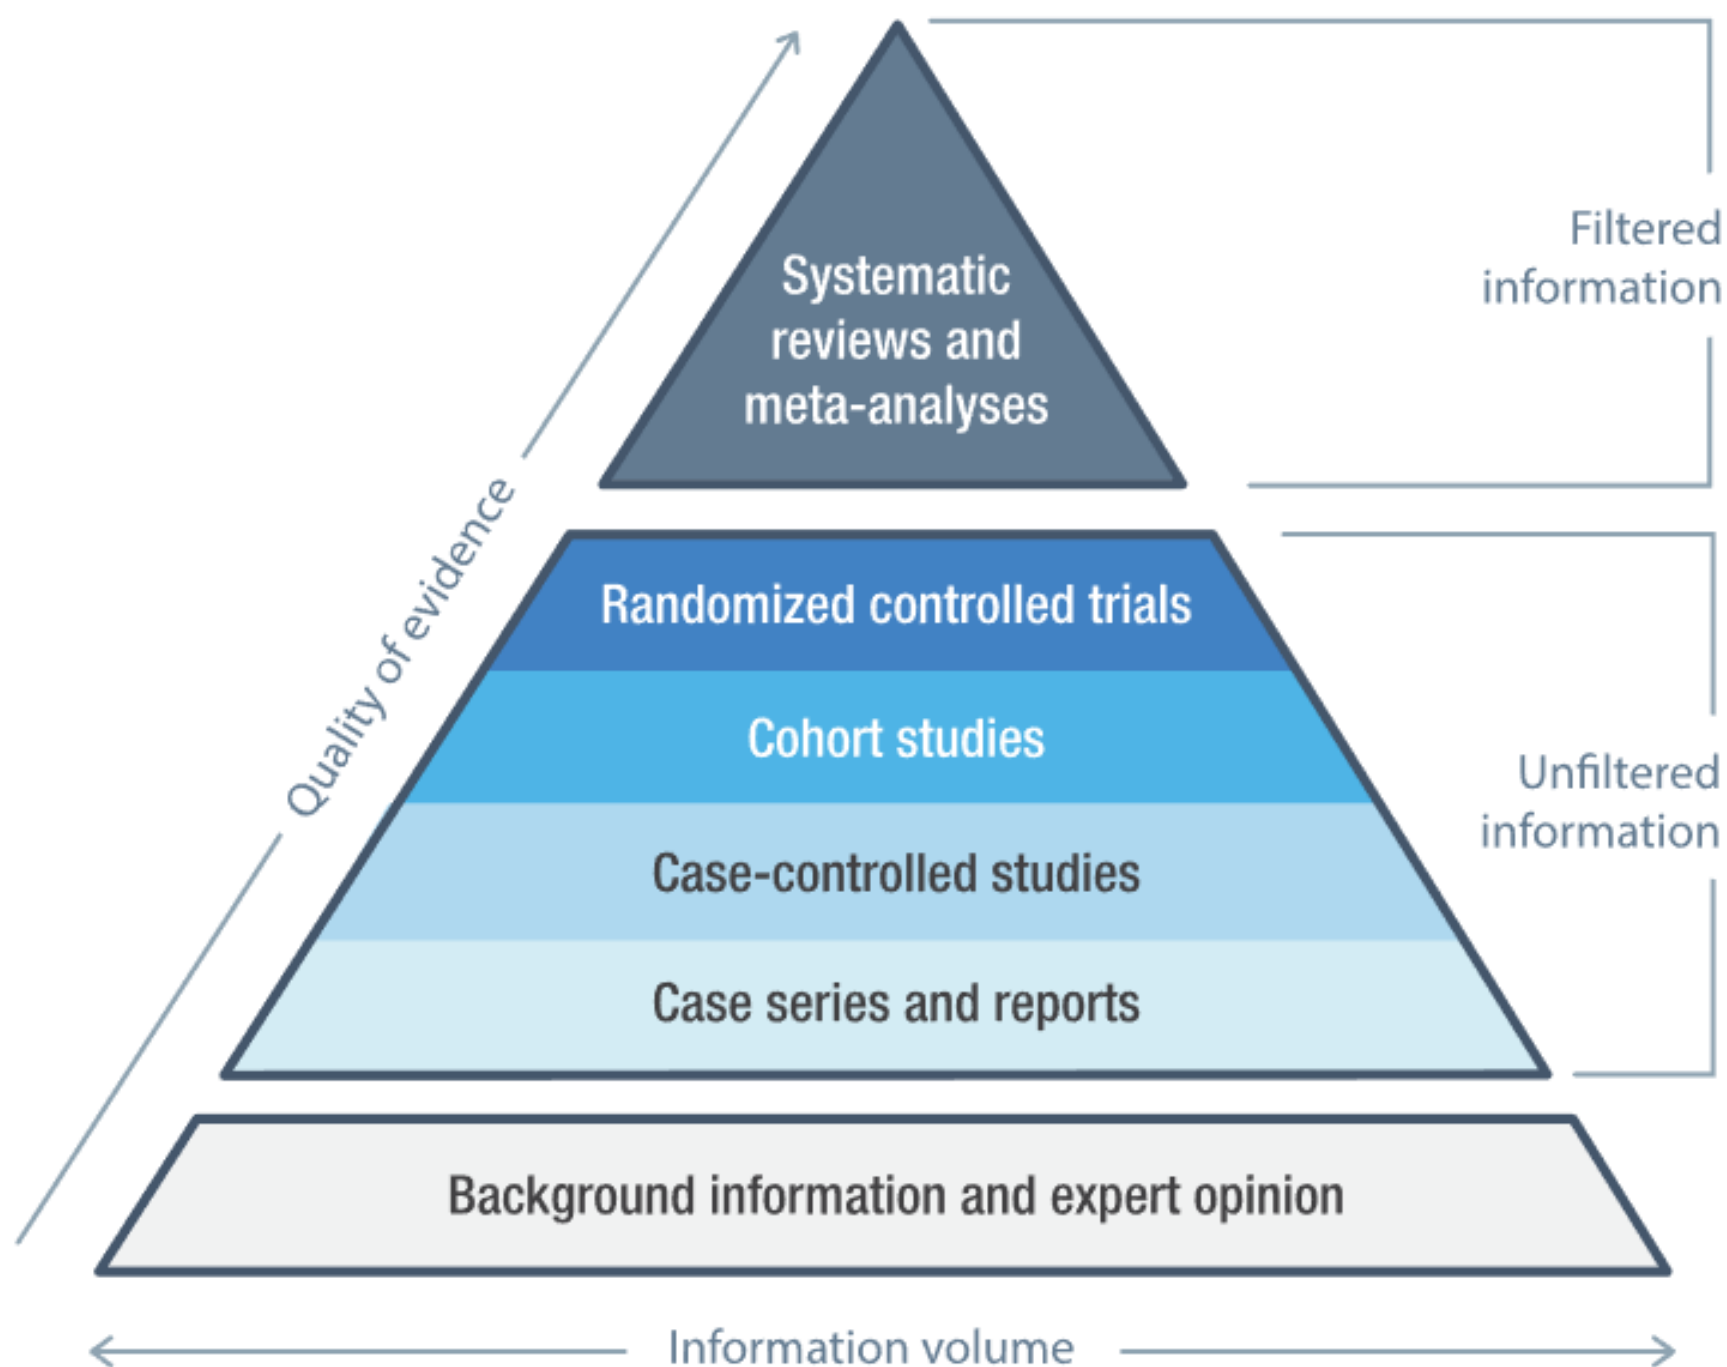 Systematic
reviews and
meta-analyses
Filtered
information
Quality of evidence
Randomized controlled trials
Cohort studies
Case-controlled studies
Case series and reports
Unfiltered
information
Background information and expert opinion
Information volume